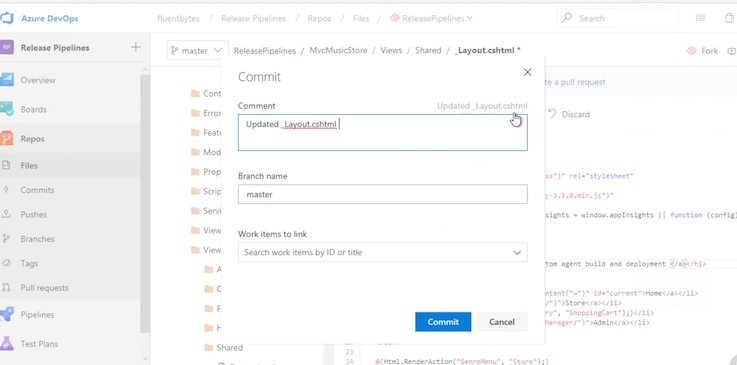 Azure DevOps
fluentbytes / Release Pipelines / Repos / Files / ReleasePipelines
Search
RP Release Pipelines +
master
ReleasePipelines / MvcMusicStore / Views / Shared / _Layout.cshtml *
Fork
Overview
Boards
Repos
Files
Commits
Pushes
Branches
Tags
Pull requests
Pipelines
Test Plans
Cont
Error
Featu
Mod
Prop
Scrip
Servi
View
View
A
C
P
H
Shared
Commit
Comment
Updated _Layout.cshtml
Updated _Layout.cshtml
Branch name
master
Work items to link
Search work items by ID or title
Commit
Cancel
te a pull request
Discard
ss")" rel="stylesheet"
y-3.1.0.min.js")"
sights = window.appInsights || function (config)
tom agent build and deployment </a></h1>
ontent("~")" id="current">Home</a></li>
/")">Store</a></li>
ry", "ShoppingCart");}</li>
Manager/")">Admin</a></li>
23
24 @{Html.RenderAction("GenreMenu", "Store");}